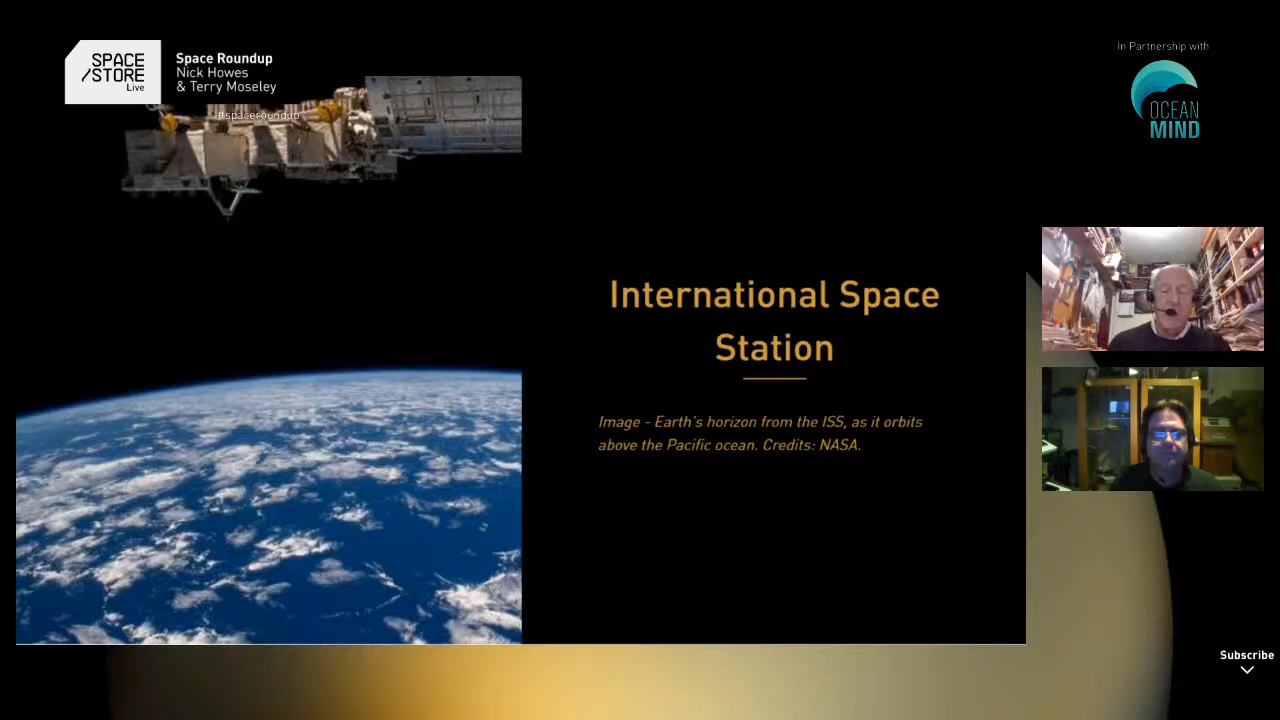 SPACE
/STORE
Live
Space Roundup
Nick Howes
& Terry Moseley
#spaceroundup
In Partnership with
OCEAN
MIND
International Space
Station
Image - Earth's horizon from the ISS, as it orbits
above the Pacific ocean. Credits: NASA.
Subscribe